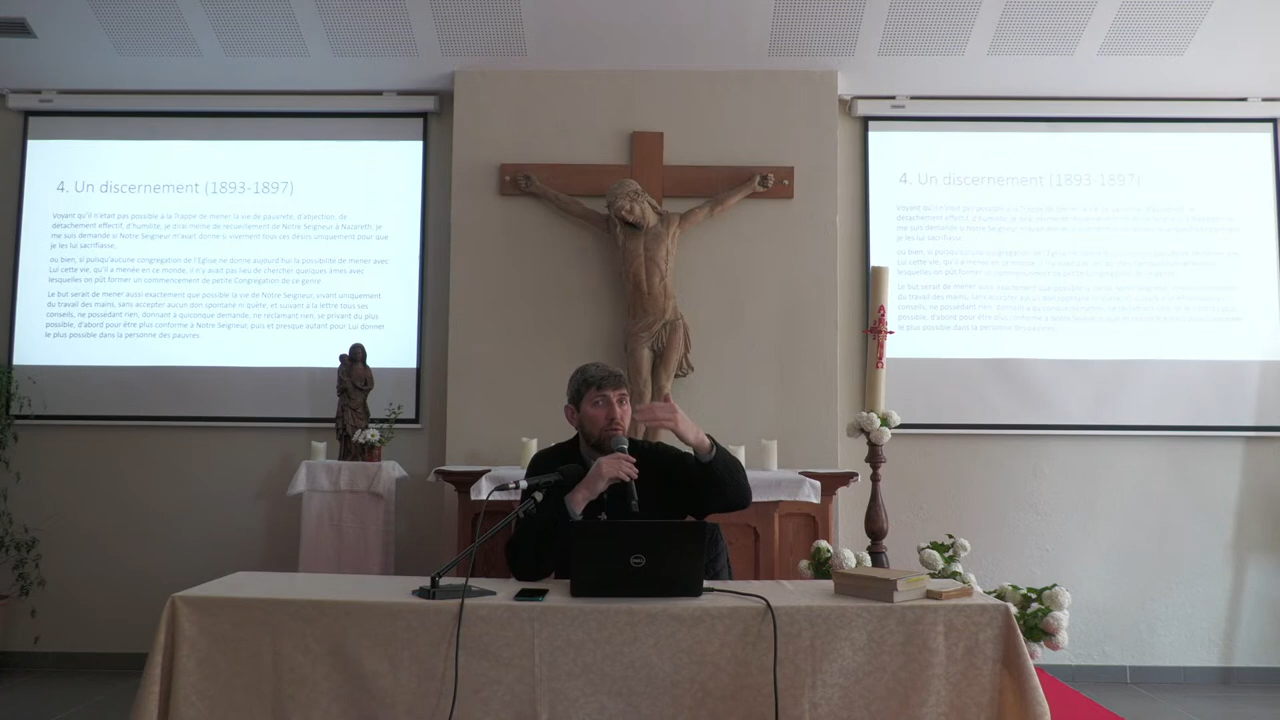 4. Un discernement (1893-1897)
Voyant qu'il n'était pas possible à la Trappe de mener la vie de pauvreté, d'abjection, de
détachement effectif, d'humilité, je dirai même de recueillement de Notre Seigneur à Nazareth, je
me suis demandé si Notre Seigneur m'avait donné si vivement tous ces désirs uniquement pour que
je les lui sacrifiasse,
ou bien, si puisqu'aucune congrégation de l'Eglise ne donne aujourd'hui la possibilité de mener avec
Lui cette vie, qu'il a menée en ce monde, il n'y avait pas lieu de chercher quelques âmes avec
lesquelles on pût former un commencement de petite Congrégation de ce genre.
Le but serait de mener aussi exactement que possible la vie de Notre Seigneur, vivant uniquement
du travail des mains, sans accepter aucun don spontané ni quête, et suivant à la lettre tous ses
conseils, ne possédant rien, donnant à quiconque demande, ne réclamant rien, se privant du plus
possible, d'abord pour être plus conforme à Notre Seigneur, puis et presque autant pour Lui donner
le plus possible dans la personne des pauvres.
4. Un discernement (1893-1897)
je les lui sacrifiasse,
DELL